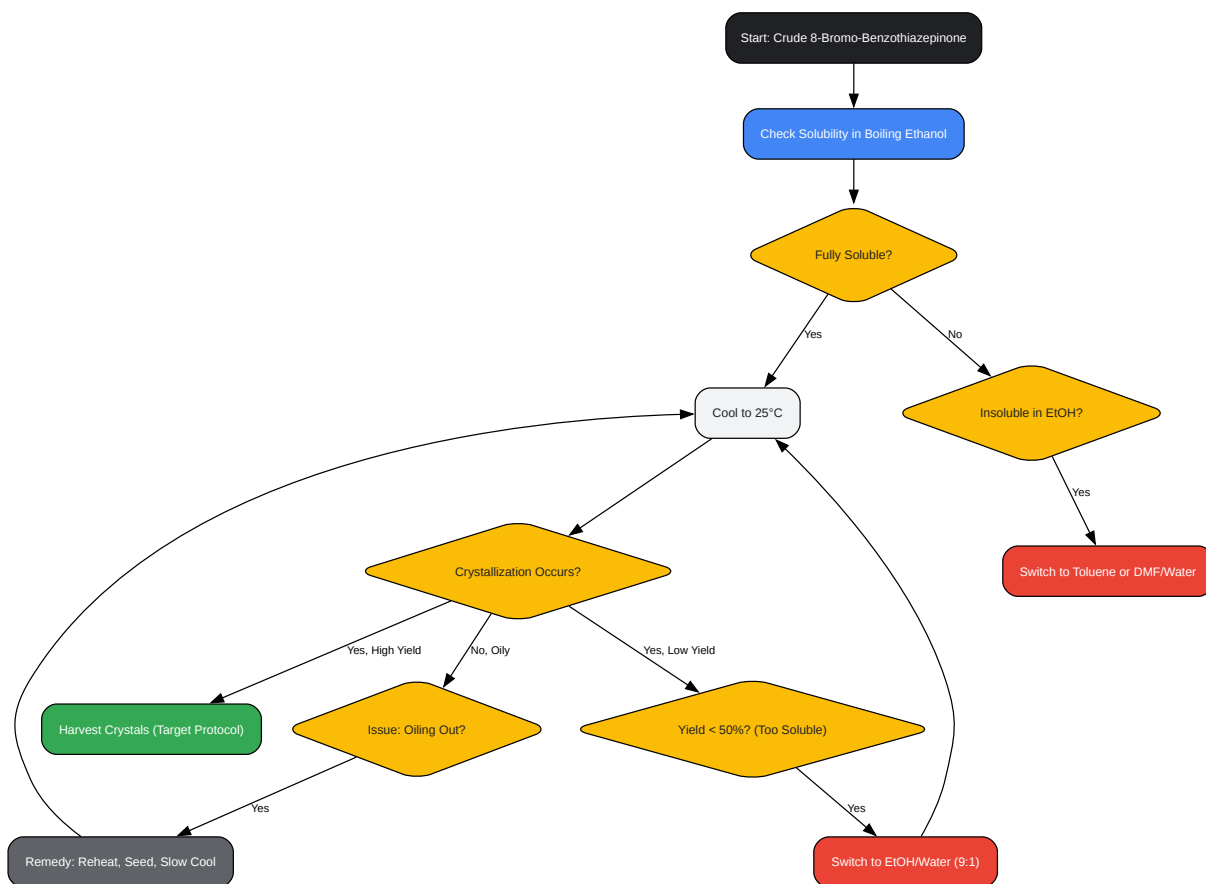 Start: Crude 8-Bromo-Benzothiazepinone
Check Solubility in Boiling Ethanol
Fully Soluble?
Yes
No
Cool to 25°C
Insoluble in EtOH?
Yes
Crystallization Occurs?
Switch to Toluene or DMF/Water
Yes, High Yield
No, Oily
Yes, Low Yield
Harvest Crystals (Target Protocol)
Issue: Oiling Out?
Yield < 50%? (Too Soluble)
Yes
Yes
Remedy: Reheat, Seed, Slow Cool
Switch to EtOH/Water (9:1)